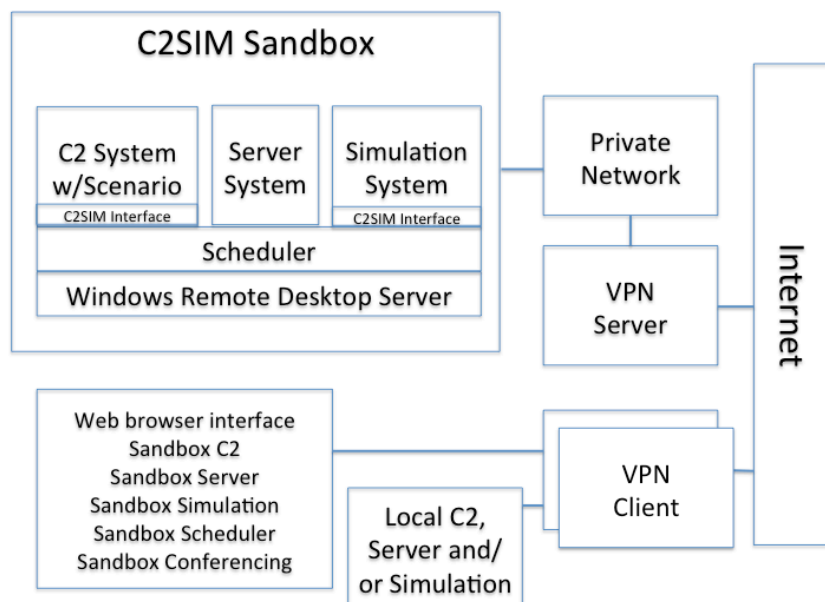 C2SIM Sandbox
C2 System
w/Scenario
C2SIM Interface
Server
System
Simulation
System
C2SIM Interface
Scheduler
Windows Remote Desktop Server
Private
Network
VPN
Server
Internet
Web browser interface
Sandbox C2
Sandbox Server
Sandbox Simulation
Sandbox Scheduler
Sandbox Conferencing
Local C2,
Server and/
or Simulation
VPN
Client